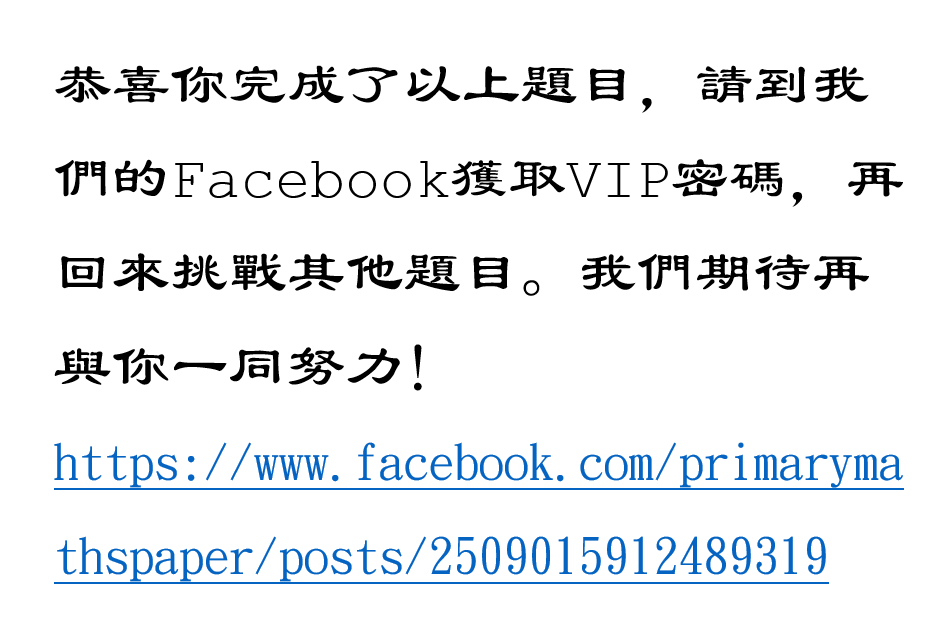 恭喜你完成了以上題目，請到我
們的Facebook獲取VIP密碼，再
回來挑戰其他題目。我們期待再
與你一同努力！
https://www.facebook.com/primaryma
thspaper/posts/2509015912489319